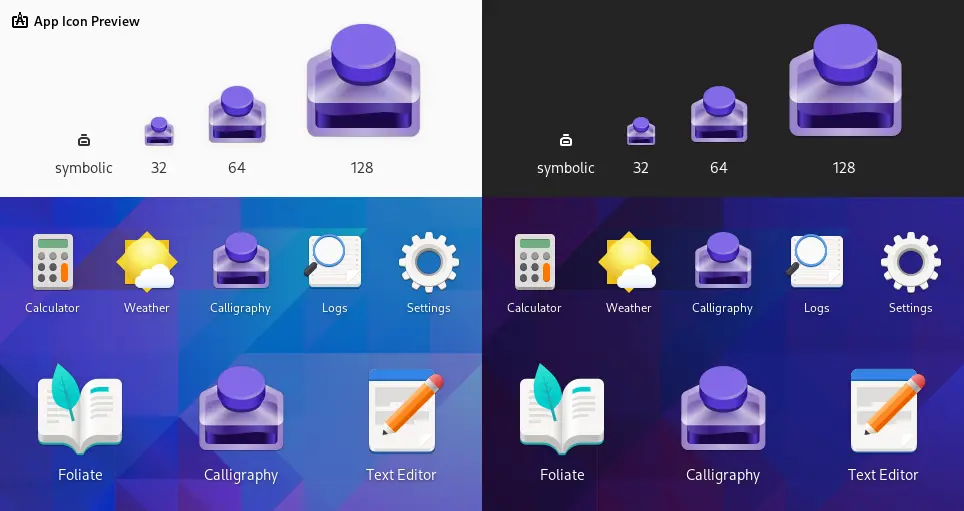 App Icon Preview
symbolic 32 64 128
symbolic 32 64 128
Calculator Weather Calligraphy Logs Settings
Calculator Weather Calligraphy Logs Settings
Foliate Calligraphy Text Editor
Foliate Calligraphy Text Editor